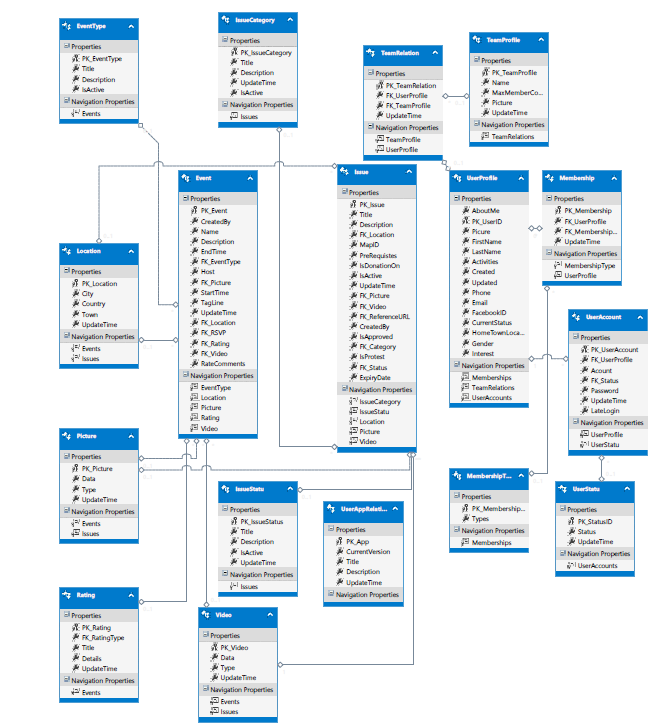 EventType
Properties
PK_EventType
Title
Description
IsActive
Navigation Properties
Events
IssueCategory
Properties
PK_IssueCategory
Title
Description
UpdateTime
IsActive
Navigation Properties
Issues
TeamRelation
Properties
PK_TeamRelation
FK_UserProfile
FK_TeamProfile
UpdateTime
Navigation Properties
TeamProfile
UserProfile
TeamProfile
Properties
PK_TeamProfile
Name
MaxMemberCo...
Picture
UpdateTime
Navigation Properties
TeamRelations
Location
Properties
PK_Location
City
Country
Town
UpdateTime
Navigation Properties
Events
Issues
Event
Properties
PK_Event
CreatedBy
Name
Description
EndTime
FK_EventType
Host
FK_Picture
StartTime
TagLine
UpdateTime
FK_Location
FK_RSVP
FK_Rating
FK_Video
RateComments
Navigation Properties
EventType
Location
Picture
Rating
Video
Issue
Properties
PK_Issue
Title
Description
FK_Location
MapID
PreRequistes
IsDonationOn
IsActive
UpdateTime
FK_Picture
FK_Video
FK_ReferenceURL
CreatedBy
IsApproved
FK_Category
IsProtest
FK_Status
ExpiryDate
Navigation Properties
IssueCategory
IssueStatu
Location
Picture
Video
UserProfile
Properties
AboutMe
PK_UserID
Picure
FirstName
LastName
Activities
Created
Updated
Phone
Email
FacebookID
CurrentStatus
HomeTownLoca...
Gender
Interest
Navigation Properties
Memberships
TeamRelations
UserAccounts
Membership
Properties
PK_Membership
FK_UserProfile
FK_Membership...
UpdateTime
Navigation Properties
MembershipType
UserProfile
UserAccount
Properties
PK_UserAccount
FK_UserProfile
Acount
FK_Status
Password
UpdateTime
LateLogin
Navigation Properties
UserProfile
UserStatu
Picture
Properties
PK_Picture
Data
Type
UpdateTime
Navigation Properties
Events
Issues
IssueStatu
Properties
PK_IssueStatus
Title
Description
IsActive
UpdateTime
Navigation Properties
Issues
UserAppRelati...
Properties
PK_App
CurrentVersion
Title
Description
UpdateTime
Navigation Properties
MembershipT...
Properties
PK_Membership...
Types
Navigation Properties
Memberships
UserStatu
Properties
PK_StatusID
Status
UpdateTime
Navigation Properties
UserAccounts
Rating
Properties
PK_Rating
FK_RatingType
Title
Details
UpdateTime
Navigation Properties
Events
Video
Properties
PK_Video
Data
Type
UpdateTime
Navigation Properties
Events
Issues